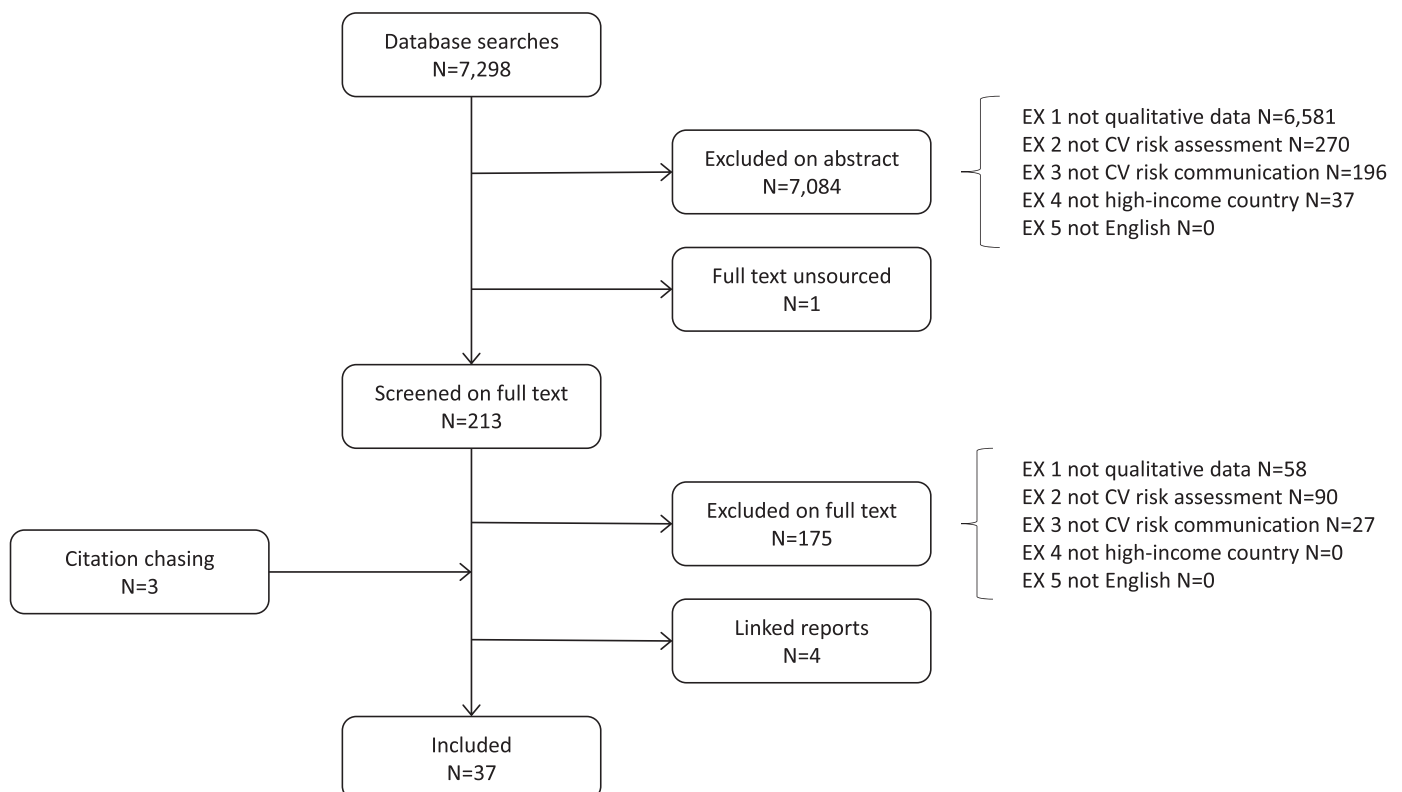 Database searches
N=7,298
Excluded on abstract
N=7,084
EX 1 not qualitative data N=6,581
EX 2 not CV risk assessment N=270
EX 3 not CV risk communication N=196
EX 4 not high-income country N=37
EX 5 not English N=0
Full text unsourced
N=1
Screened on full text
N=213
Excluded on full text
N=175
EX 1 not qualitative data N=58
EX 2 not CV risk assessment N=90
EX 3 not CV risk communication N=27
EX 4 not high-income country N=0
EX 5 not English N=0
Citation chasing
N=3
Linked reports
N=4
Included
N=37